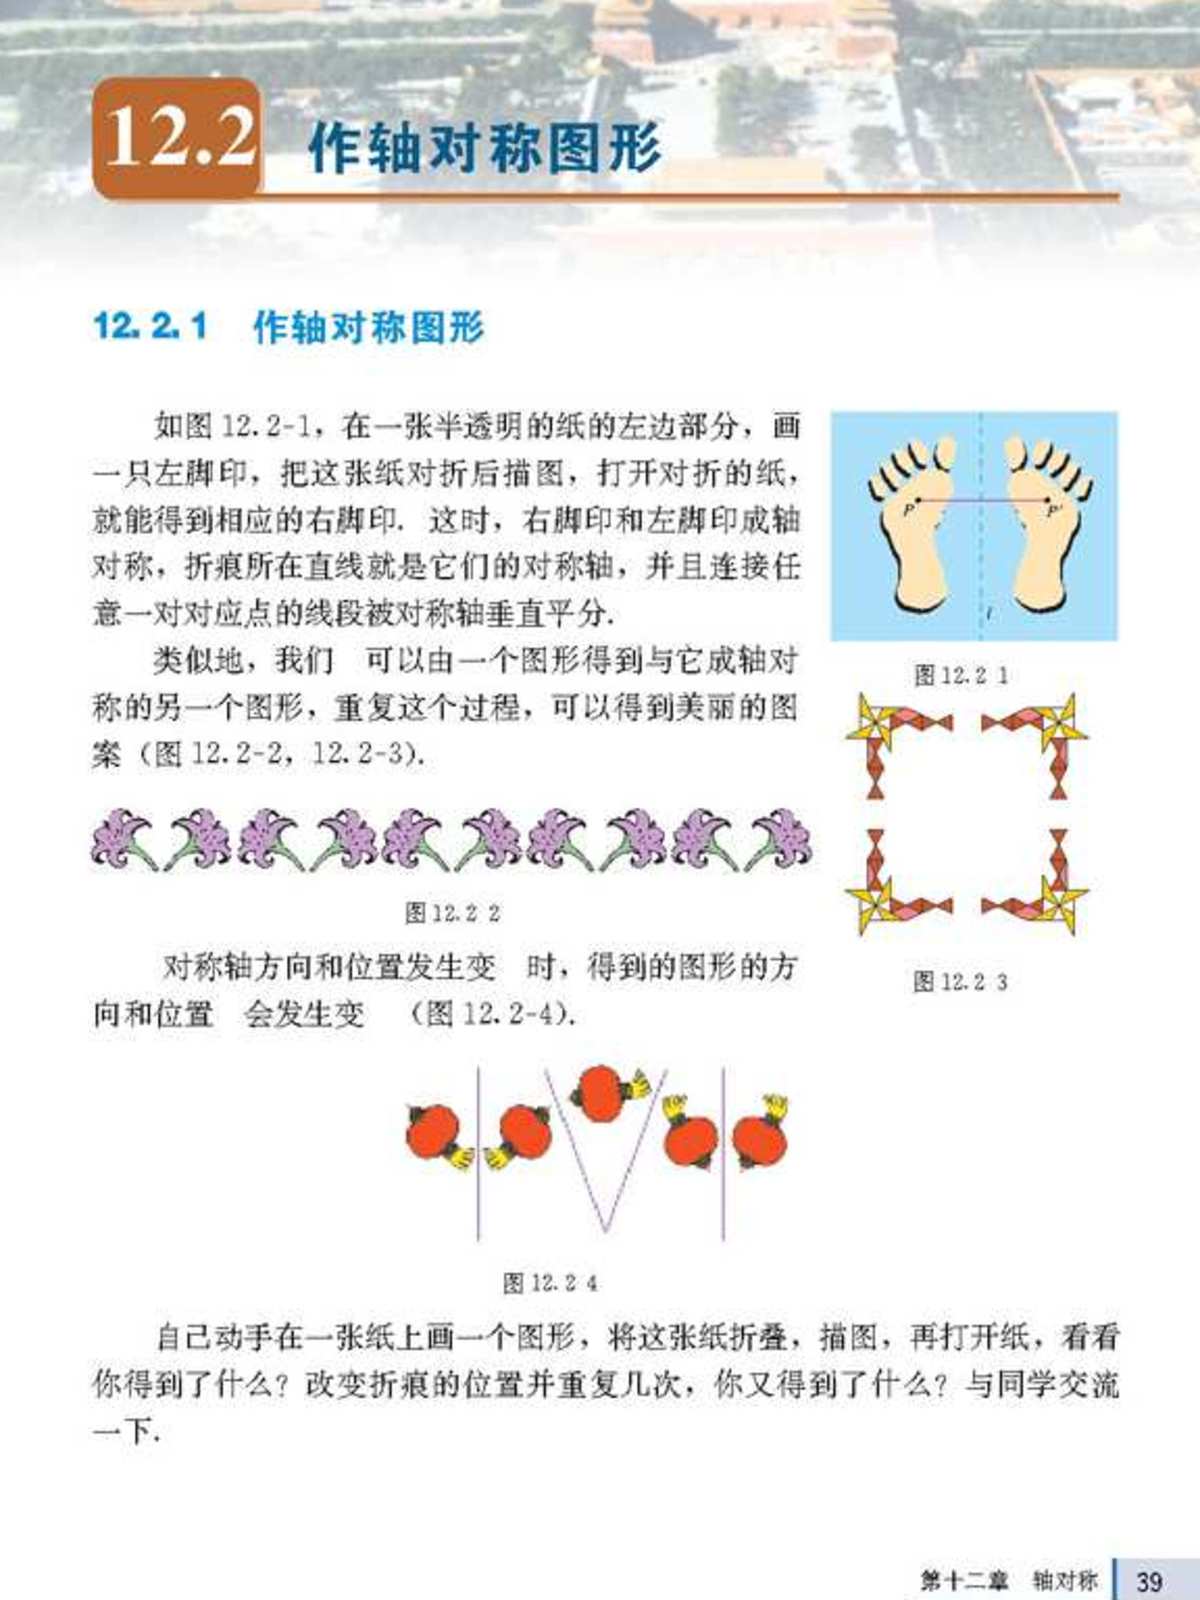 12.2 作轴对称图形
12.2.1 作轴对称图形
如图 12.2-1，在一张半透明的纸的左边部分，画
一只左脚印，把这张纸对折后描图，打开对折的纸，
就能得到相应的右脚印. 这时，右脚印和左脚印成轴
对称，折痕所在直线就是它们的对称轴，并且连接任
意一对对应点的线段被对称轴垂直平分.
P P′
l
图12.2 1
类似地，我们 可以由一个图形得到与它成轴对
称的另一个图形，重复这个过程，可以得到美丽的图
案（图 12.2-2，12.2-3）.
图12.2 2
图12.2 3
对称轴方向和位置发生变 时，得到的图形的方
向和位置 会发生变 （图 12.2-4）.
图12.2 4
自己动手在一张纸上画一个图形，将这张纸折叠，描图，再打开纸，看看
你得到了什么？改变折痕的位置并重复几次，你又得到了什么？与同学交流
一下.
第十二章 轴对称 39